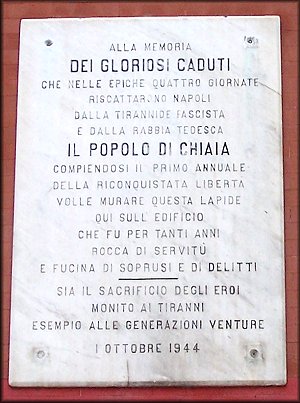 ALLA MEMORIA
DEI GLORIOSI CADUTI
CHE NELLE EPICHE QUATTRO GIORNATE
RISCATTARONO NAPOLI
DALLA TIRANNIDE FASCISTA
E DALLA RABBIA TEDESCA
IL POPOLO DI CHIAIA
COMPIENDOSI IL PRIMO ANNUALE
DELLA RICONQUISTATA LIBERTA
VOLLE MURARE QUESTA LAPIDE
QUI SULL EDIFICIO
CHE FU PER TANTI ANNI
ROCCA DI SERVITÚ
E FUCINA DI SOPRUSI E DI DELITTI
SIA IL SACRIFICIO DEGLI EROI
MONITO AI TIRANNI
ESEMPIO ALLE GENERAZIONI VENTURE
1 OTTOBRE 1944